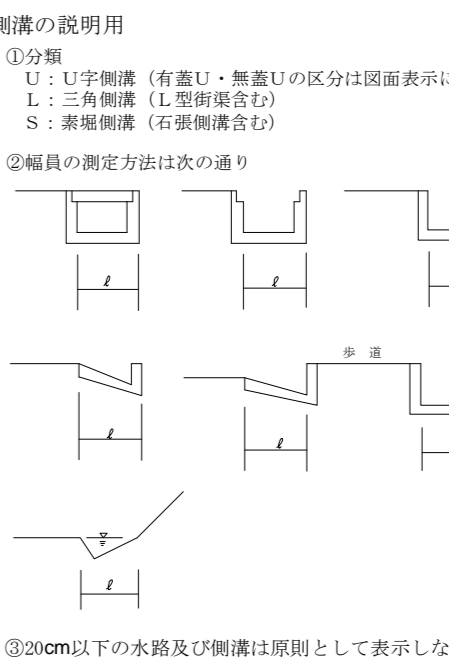 側溝の説明用
①分類
U：U字側溝（有蓋U・無蓋Uの区分は図面表示に
L：三角側溝（L型街渠含む）
S：素堀側溝（石張側溝含む）
②幅員の測定方法は次の通り
ℓ ℓ
歩 道
ℓ ℓ
ℓ
③20cm以下の水路及び側溝は原則として表示しな